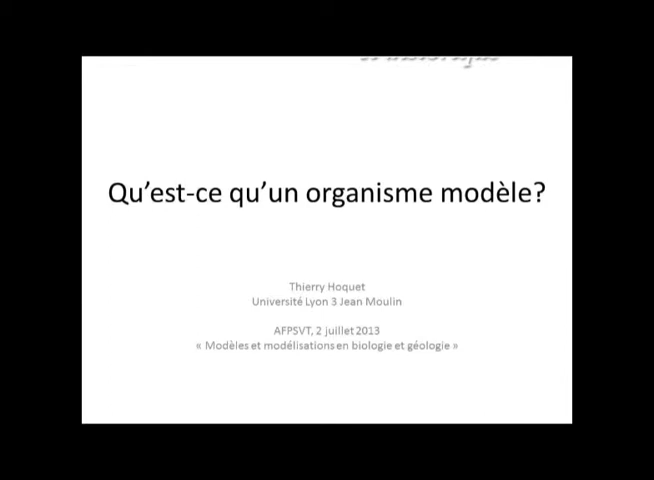 Qu’est-ce qu’un organisme modèle?
Thierry Hoquet
Université Lyon 3 Jean Moulin
AFPSVT, 2 juillet 2013
« Modèles et modélisations en biologie et géologie »